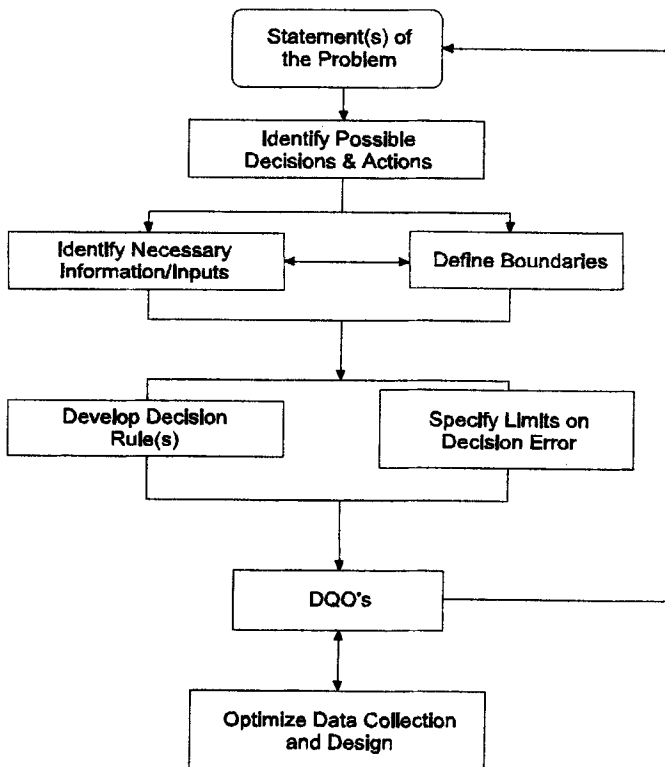 Statement(s) of
the Problem
Identify Possible
Decisions & Actions
Identify Necessary
Information/Inputs
Define Boundaries
Develop Decision
Rule(s)
Specify Limits on
Decision Error
DQO's
Optimize Data Collection
and Design